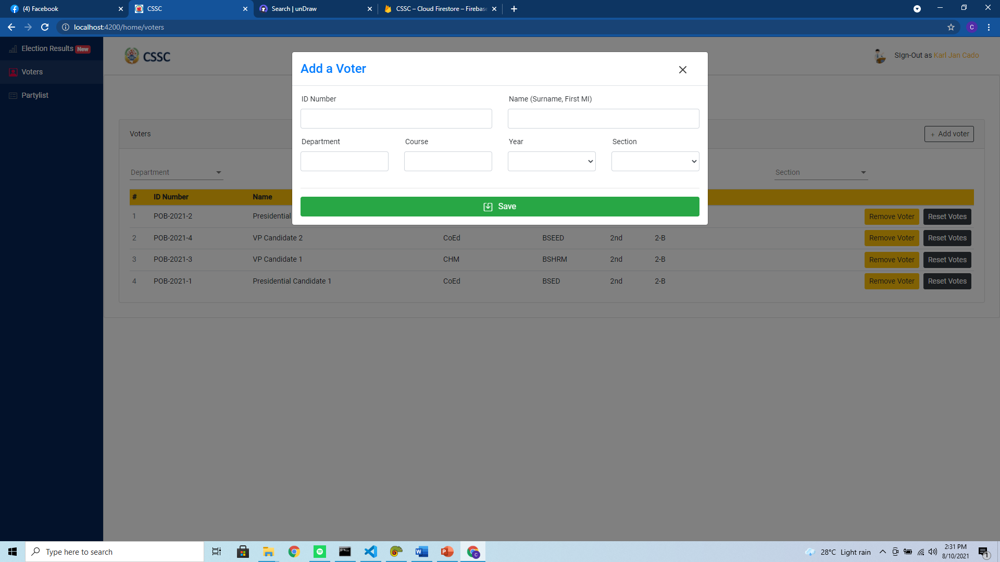 (4) Facebook
CSSC
Search | unDraw
CSSC – Cloud Firestore – Firebase
localhost:4200/home/voters
C
Election Results New
Voters
Partylist
CSSC
SIgn-Out as Karl Jan Cado
Add a Voter
ID Number
Name (Surname, First MI)
Department
Course
Year
Section
Save
Voters
+ Add voter
Department
Section
# ID Number Name
1 POB-2021-2 Presidential Remove Voter Reset Votes
2 POB-2021-4 VP Candidate 2 CoEd BSEED 2nd 2-B Remove Voter Reset Votes
3 POB-2021-3 VP Candidate 1 CHM BSHRM 2nd 2-B Remove Voter Reset Votes
4 POB-2021-1 Presidential Candidate 1 CoEd BSED 2nd 2-B Remove Voter Reset Votes
Type here to search
28°C Light rain
2:31 PM
8/10/2021
1